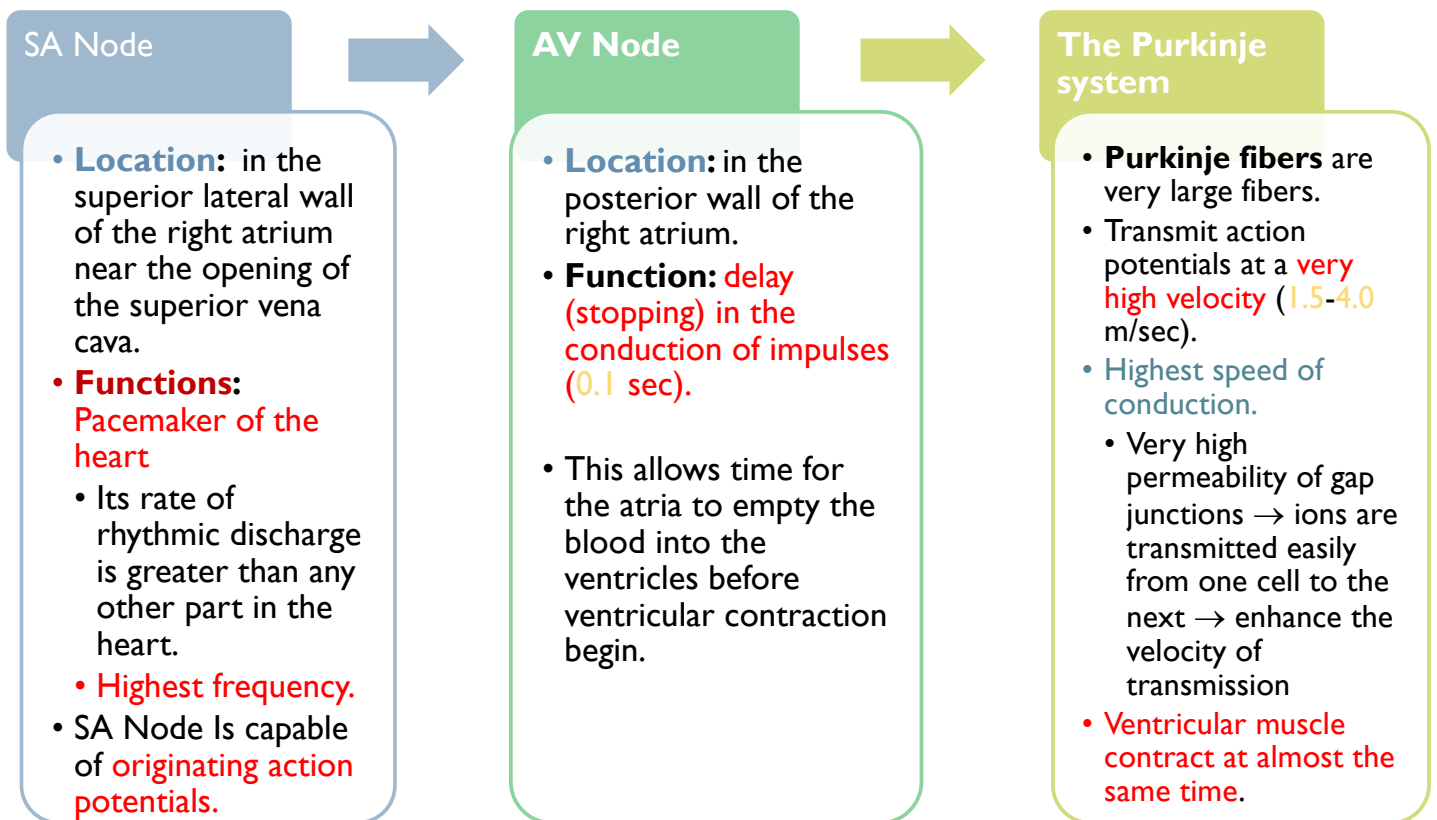 SA Node
• Location: in the
superior lateral wall
of the right atrium
near the opening of
the superior vena
cava.
• Functions:
Pacemaker of the
heart
• Its rate of
rhythmic discharge
is greater than any
other part in the
heart.
• Highest frequency.
• SA Node Is capable
of originating action
potentials.
AV Node
• Location: in the
posterior wall of the
right atrium.
• Function: delay
(stopping) in the
conduction of impulses
(0.1 sec).
• This allows time for
the atria to empty the
blood into the
ventricles before
ventricular contraction
begin.
The Purkinje
system
• Purkinje fibers are
very large fibers.
• Transmit action
potentials at a very
high velocity (1.5-4.0
m/sec).
• Highest speed of
conduction.
• Very high
permeability of gap
junctions → ions are
transmitted easily
from one cell to the
next → enhance the
velocity of
transmission
• Ventricular muscle
contract at almost the
same time.